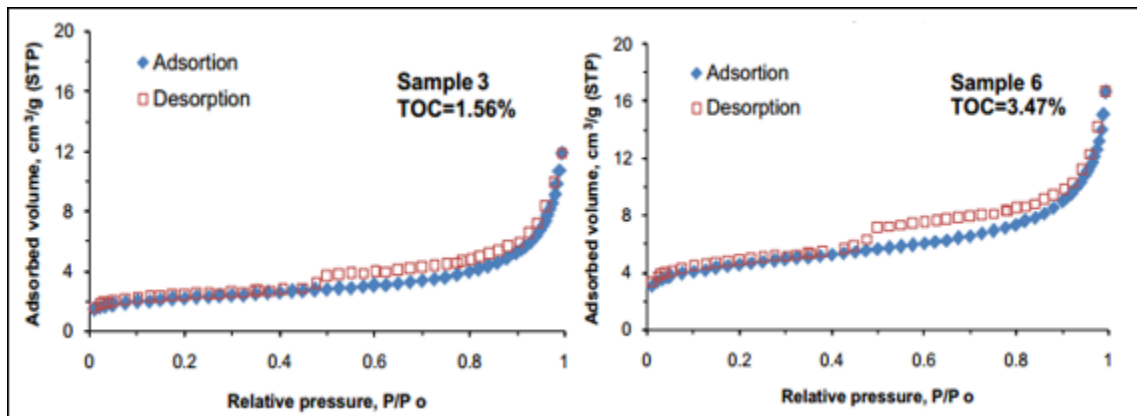 20
16
12
8
4
0
Adsorbed volume, cm³/g (STP)
Adsortion
Desorption
Sample 3
TOC=1.56%
0 0.2 0.4 0.6 0.8 1
Relative pressure, P/P o
20
16
12
8
4
0
Adsorbed volume, cm³/g (STP)
Adsortion
Desorption
Sample 6
TOC=3.47%
0 0.2 0.4 0.6 0.8 1
Relative pressure, P/P o